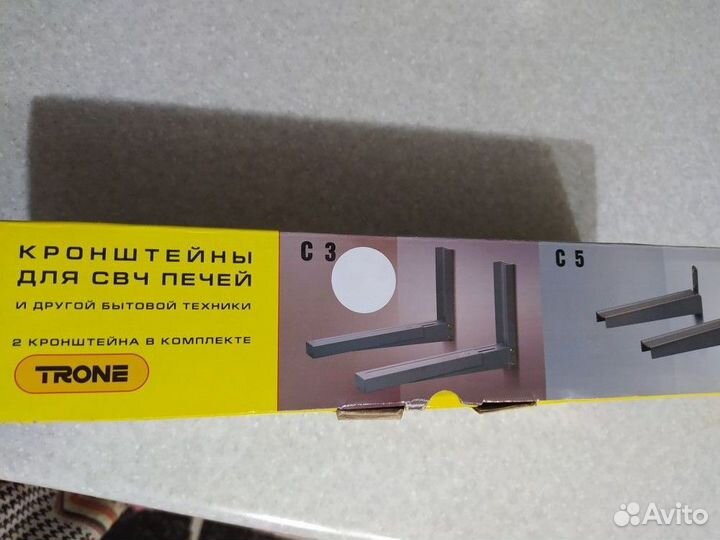 КРОНШТЕЙНЫ
ДЛЯ СВЧ ПЕЧЕЙ
И ДРУГОЙ БЫТОВОЙ ТЕХНИКИ
2 КРОНШТЕЙНА В КОМПЛЕКТЕ
TRONE
С 3
С 5
Avito